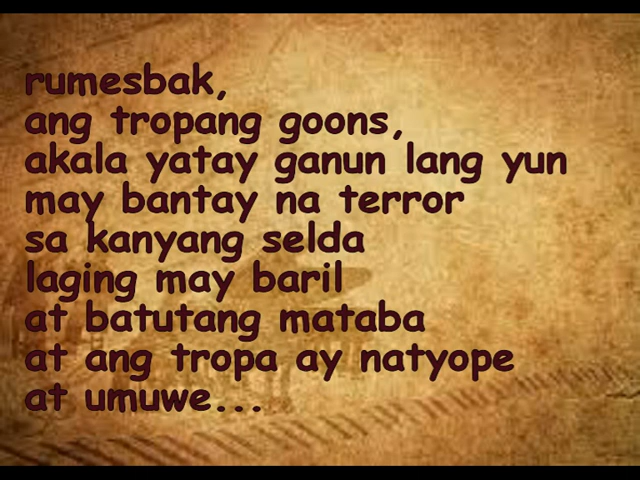 rumesbak,
ang tropang goons,
akala yatay ganun lang yun
may bantay na terror
sa kanyang selda
laging may baril
at batutang mataba
at ang tropa ay natyope
at umuwe...